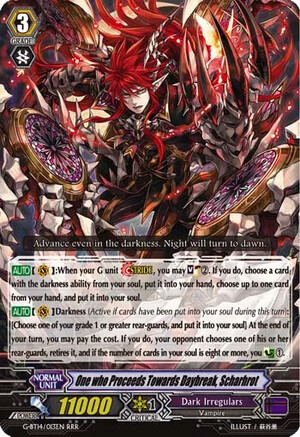 3
GRADE
Advance even in the darkness. Night will turn to dawn.
AUTO [ ]:When your G unit STRIDE, you may [2]. If you do, choose a card
with the darkness ability from your soul, put it into your hand, choose up to one card
from your hand, and put it into your soul.
AUTO [ ]Darkness (Active if cards have been put into your soul during this turn):
[Choose one of your grade 1 or greater rear-guards, and put it into your soul] At the end of
your turn, you may pay the cost. If you do, your opponent chooses one of his or her
rear-guards, retires it, and if the number of cards in your soul is eight or more, you
NORMAL UNIT
One who Proceeds Towards Daybreak, Scharhrot
POWER
11000
1
CRITICAL
Dark Irregulars
Vampire
G-BT14/013EN RRR
ILLUST /